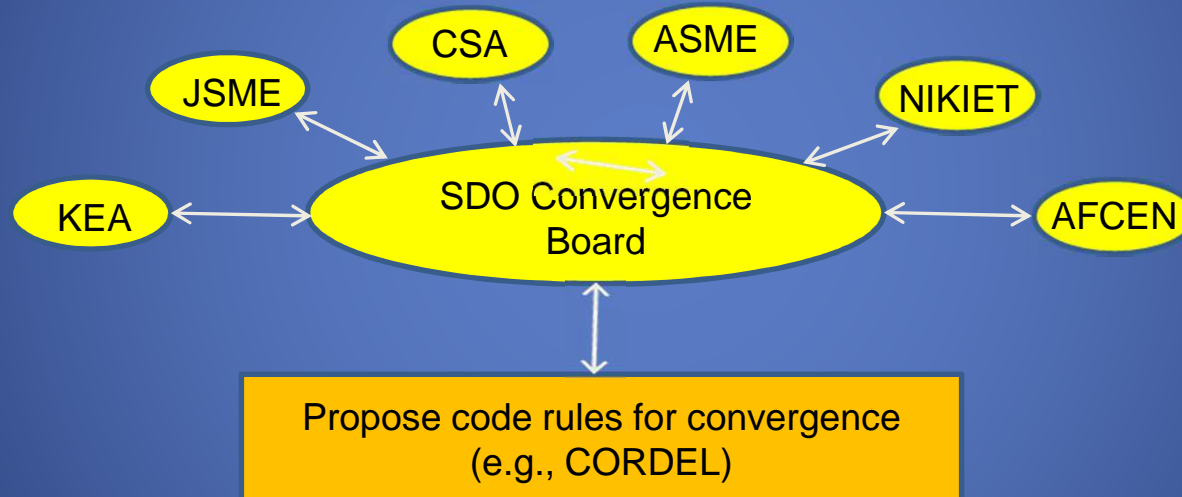 CSA
ASME
JSME
NIKIET
KEA
SDO Convergence
Board
AFCEN
Propose code rules for convergence
(e.g., CORDEL)